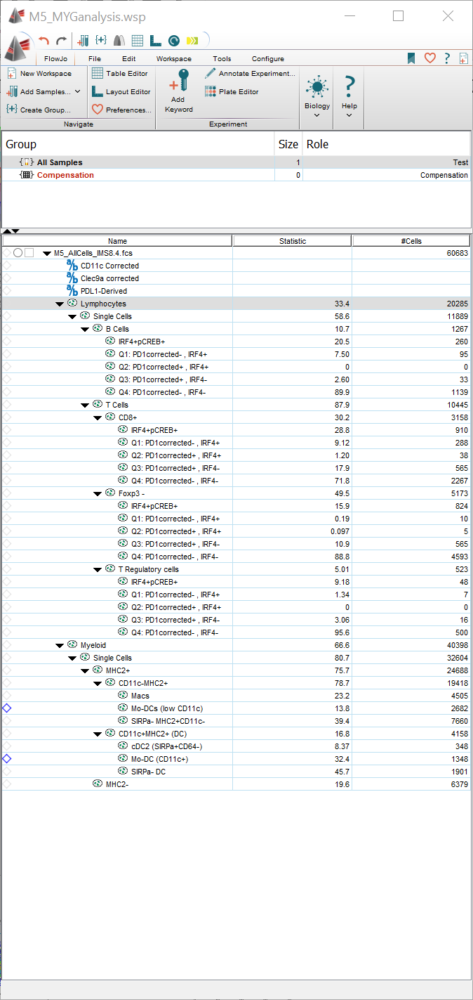 M5_MYGanalysis.wsp
FlowJo File Edit Workspace Tools Configure
New Workspace Table Editor Annotate Experiment...
Add Samples... Layout Editor Plate Editor
Create Group... Preferences... Add Keyword Biology Help
Navigate Experiment
Group Size Role
All Samples 1 Test
Compensation 0 Compensation
Name Statistic #Cells
M5_AllCells_IMS8.4.fcs 60683
a/b CD11c Corrected
a/b Clec9a corrected
a/b PDL1-Derived
Lymphocytes 33.4 20285
Single Cells 58.6 11889
B Cells 10.7 1267
IRF4+pCREB+ 20.5 260
Q1: PD1corrected- , IRF4+ 7.50 95
Q2: PD1corrected+ , IRF4+ 0 0
Q3: PD1corrected+ , IRF4- 2.60 33
Q4: PD1corrected- , IRF4- 89.9 1139
T Cells 87.9 10445
CD8+ 30.2 3158
IRF4+pCREB+ 28.8 910
Q1: PD1corrected- , IRF4+ 9.12 288
Q2: PD1corrected+ , IRF4+ 1.20 38
Q3: PD1corrected+ , IRF4- 17.9 565
Q4: PD1corrected- , IRF4- 71.8 2267
Foxp3 - 49.5 5173
IRF4+pCREB+ 15.9 824
Q1: PD1corrected- , IRF4+ 0.19 10
Q2: PD1corrected+ , IRF4+ 0.097 5
Q3: PD1corrected+ , IRF4- 10.9 565
Q4: PD1corrected- , IRF4- 88.8 4593
T Regulatory cells 5.01 523
IRF4+pCREB+ 9.18 48
Q1: PD1corrected- , IRF4+ 1.34 7
Q2: PD1corrected+ , IRF4+ 0 0
Q3: PD1corrected+ , IRF4- 3.06 16
Q4: PD1corrected- , IRF4- 95.6 500
Myeloid 66.6 40398
Single Cells 80.7 32604
MHC2+ 75.7 24688
CD11c-MHC2+ 78.7 19418
Macs 23.2 4505
Mo-DCs (low CD11c) 13.8 2682
SIRPa- MHC2+CD11c- 39.4 7660
CD11c+MHC2+ (DC) 16.8 4158
cDC2 (SIRPa+CD64-) 8.37 348
Mo-DC (CD11c+) 32.4 1348
SIRPa- DC 45.7 1901
MHC2- 19.6 6379